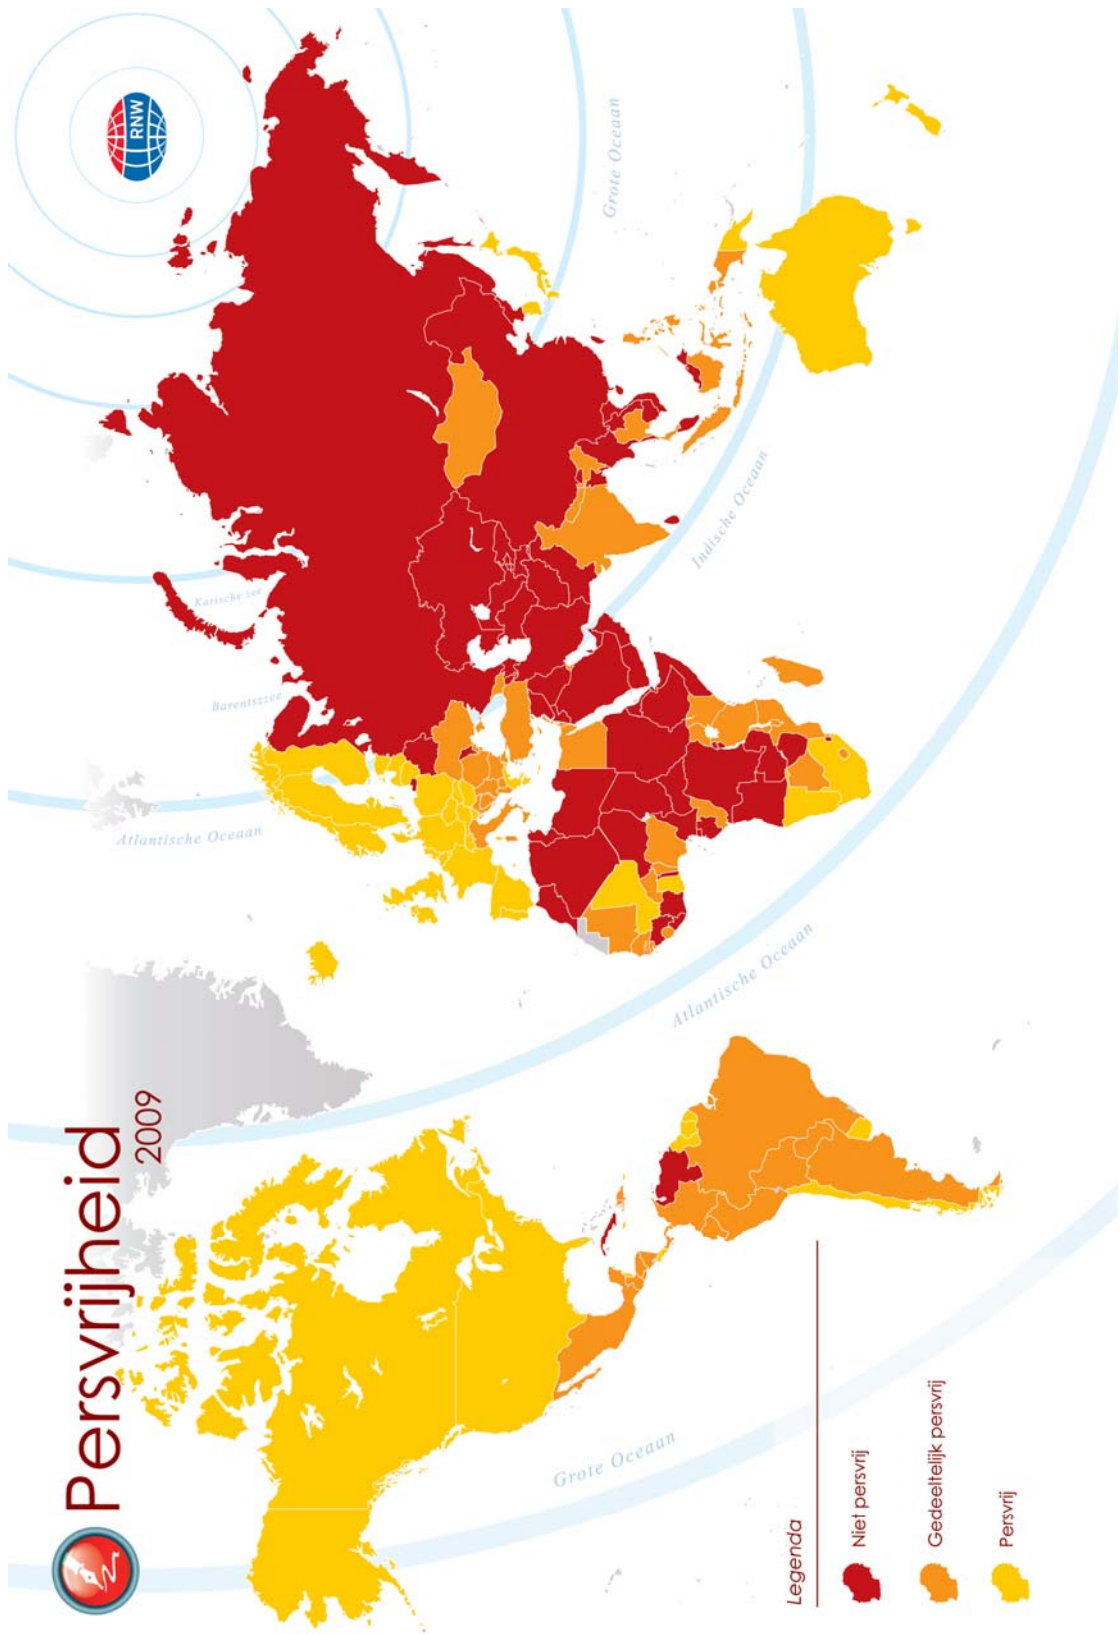 Persvrijheid
2009
RNW
Karische zee
Barentszzee
Atlantische Oceaan
Grote Oceaan
Indische Oceaan
Atlantische Oceaan
Grote Oceaan
Legenda
Niet persvrij
Gedeeltelijk persvrij
Persvrij